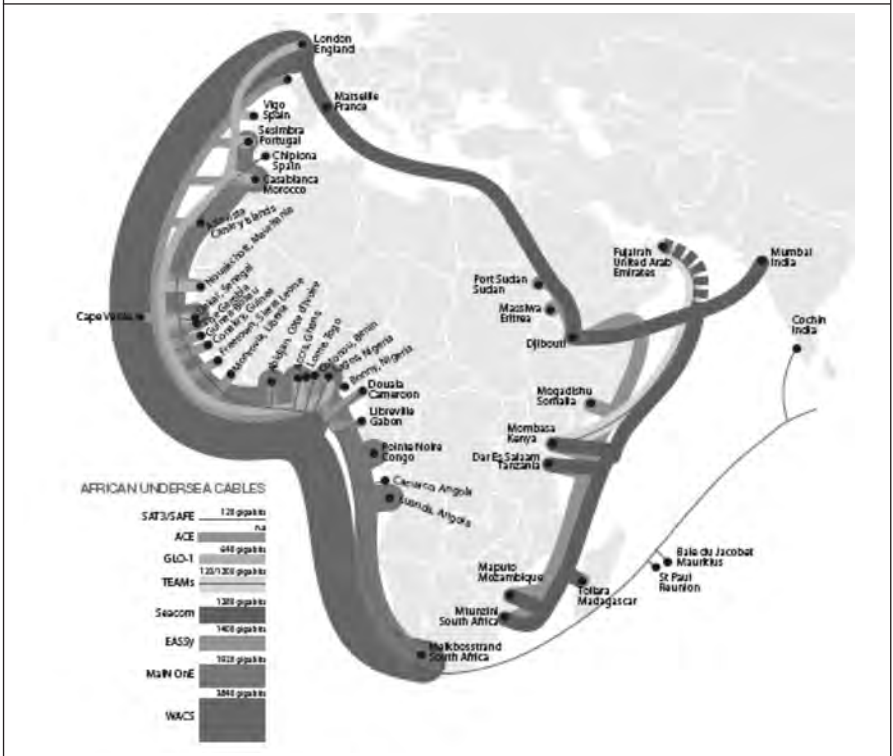 London
England
Marseille
France
Vigo
Spain
Sesimbra
Portugal
Chipiona
Spain
Casablanca
Morocco
Canary Islands
Nouakchott, Mauritania
Senegal
Conakry, Guinea
Freetown, Sierra Leone
Monrovia, Liberia
Cape Verde
Abidjan, Cote d'Ivoire
Accra, Ghana
Lome, Togo
Cotonou, Benin
Lagos, Nigeria
Bonny, Nigeria
Douala
Cameroon
Libreville
Gabon
Pointe Noire
Congo
Cacuaco, Angola
Luanda, Angola
Port Sudan
Sudan
Massiwa
Eritrea
Djibouti
Fujairah
United Arab
Emirates
Mumbai
India
Cochin
India
Mogadishu
Somalia
Mombasa
Kenya
Dar Es Salaam
Tanzania
Maputo
Mozambique
Mtunzini
South Africa
Toliara
Madagascar
Baie du Jacobet
Mauritius
St Paul
Reunion
Malkbosstrand
South Africa
AFRICAN UNDERSEA CABLES
SAT3/SAFE 120 gigabits
ACE n.a
GLO-1 640 gigabits
TEAMs 120/1200 gigabits
Seacom 1280 gigabits
EASSy 1400 gigabits
MaIN OnE 1920 gigabits
WACS 3840 gigabits